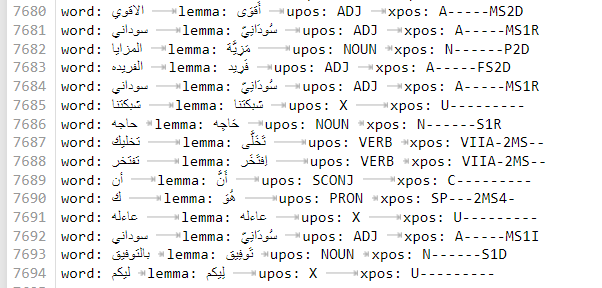 7680 word: الاقوي lemma: أَقوَى upos: ADJ xpos: A-----MS2D
7681 word: سوداني lemma: سُودَانِيّ upos: ADJ xpos: A-----MS1R
7682 word: المزايا lemma: مَزِيَّة upos: NOUN xpos: N------P2D
7683 word: الفريده lemma: فَرِيد upos: ADJ xpos: A-----FS2D
7684 word: سوداني lemma: سُودَانِيّ upos: ADJ xpos: A-----MS1R
7685 word: شبكتنا lemma: شبكتنا upos: X xpos: U---------
7686 word: حاجه lemma: حَاجَة upos: NOUN xpos: N------S1R
7687 word: تخليك lemma: تَخَلَّى upos: VERB xpos: VIIA-2MS--
7688 word: تفتخر lemma: اِفتَخَر upos: VERB xpos: VIIA-2MS--
7689 word: أن lemma: أَنَّ upos: SCONJ xpos: C---------
7690 word: ك lemma: هُوَ upos: PRON xpos: SP---2MS4-
7691 word: عاءله lemma: عاءله upos: X xpos: U---------
7692 word: سوداني lemma: سُودَانِيّ upos: ADJ xpos: A-----MS1I
7693 word: بالتوفيق lemma: تَوفِيق upos: NOUN xpos: N------S1D
7694 word: ليكم lemma: لِيكم upos: X xpos: U---------